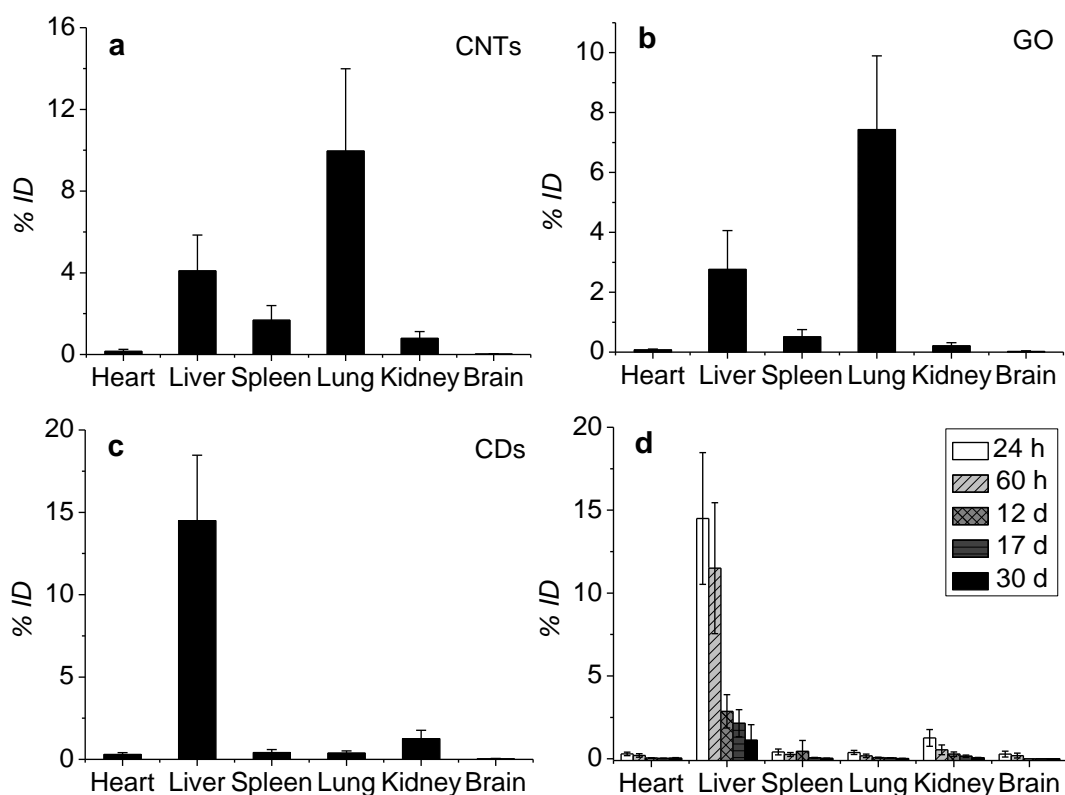 a
CNTs
% ID
16
12
8
4
0
Heart Liver Spleen Lung Kidney Brain
b
GO
% ID
10
8
6
4
2
0
Heart Liver Spleen Lung Kidney Brain
c
CDs
% ID
20
15
10
5
0
Heart Liver Spleen Lung Kidney Brain
d
% ID
20
15
10
5
0
24 h
60 h
12 d
17 d
30 d
Heart Liver Spleen Lung Kidney Brain